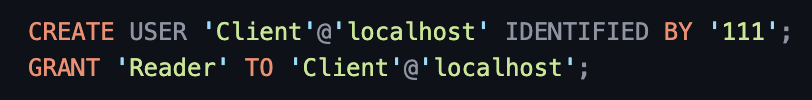 CREATE USER 'Client'@'localhost' IDENTIFIED BY '111';
GRANT 'Reader' TO 'Client'@'localhost';